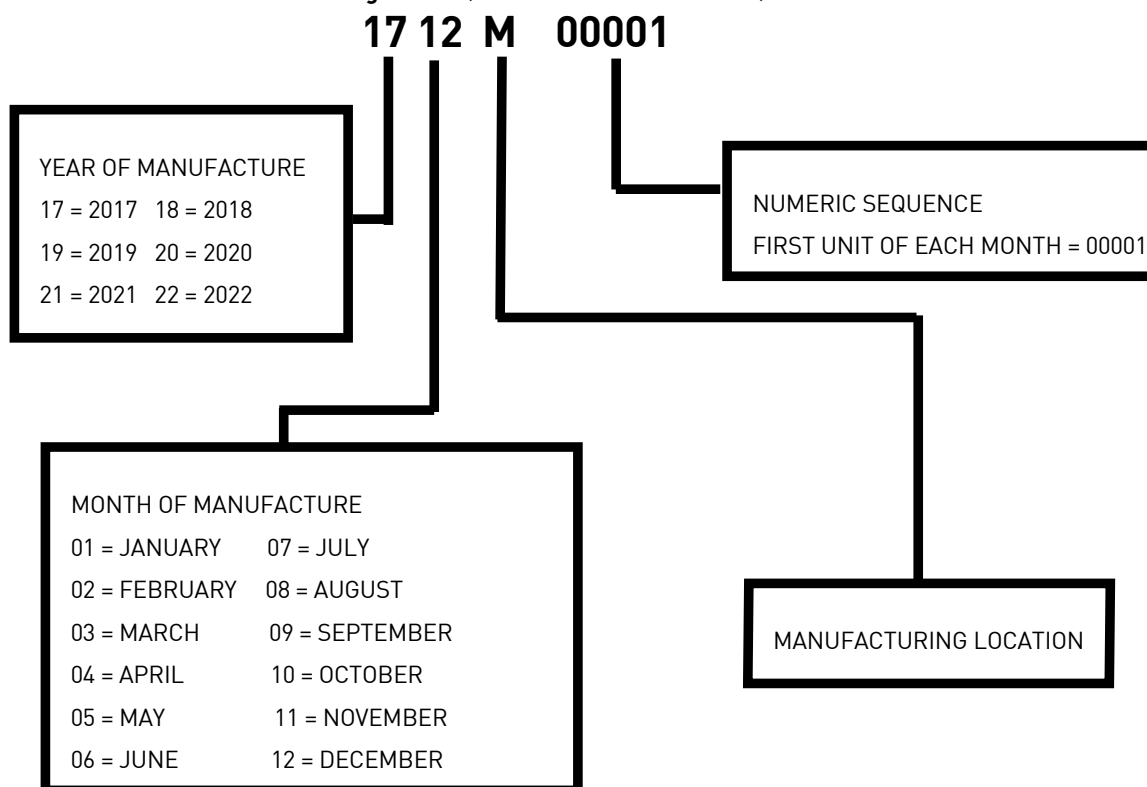 17 12 M 00001
YEAR OF MANUFACTURE
17 = 2017 18 = 2018
19 = 2019 20 = 2020
21 = 2021 22 = 2022
NUMERIC SEQUENCE
FIRST UNIT OF EACH MONTH = 00001
MONTH OF MANUFACTURE
01 = JANUARY 07 = JULY
02 = FEBRUARY 08 = AUGUST
03 = MARCH 09 = SEPTEMBER
04 = APRIL 10 = OCTOBER
05 = MAY 11 = NOVEMBER
06 = JUNE 12 = DECEMBER
MANUFACTURING LOCATION